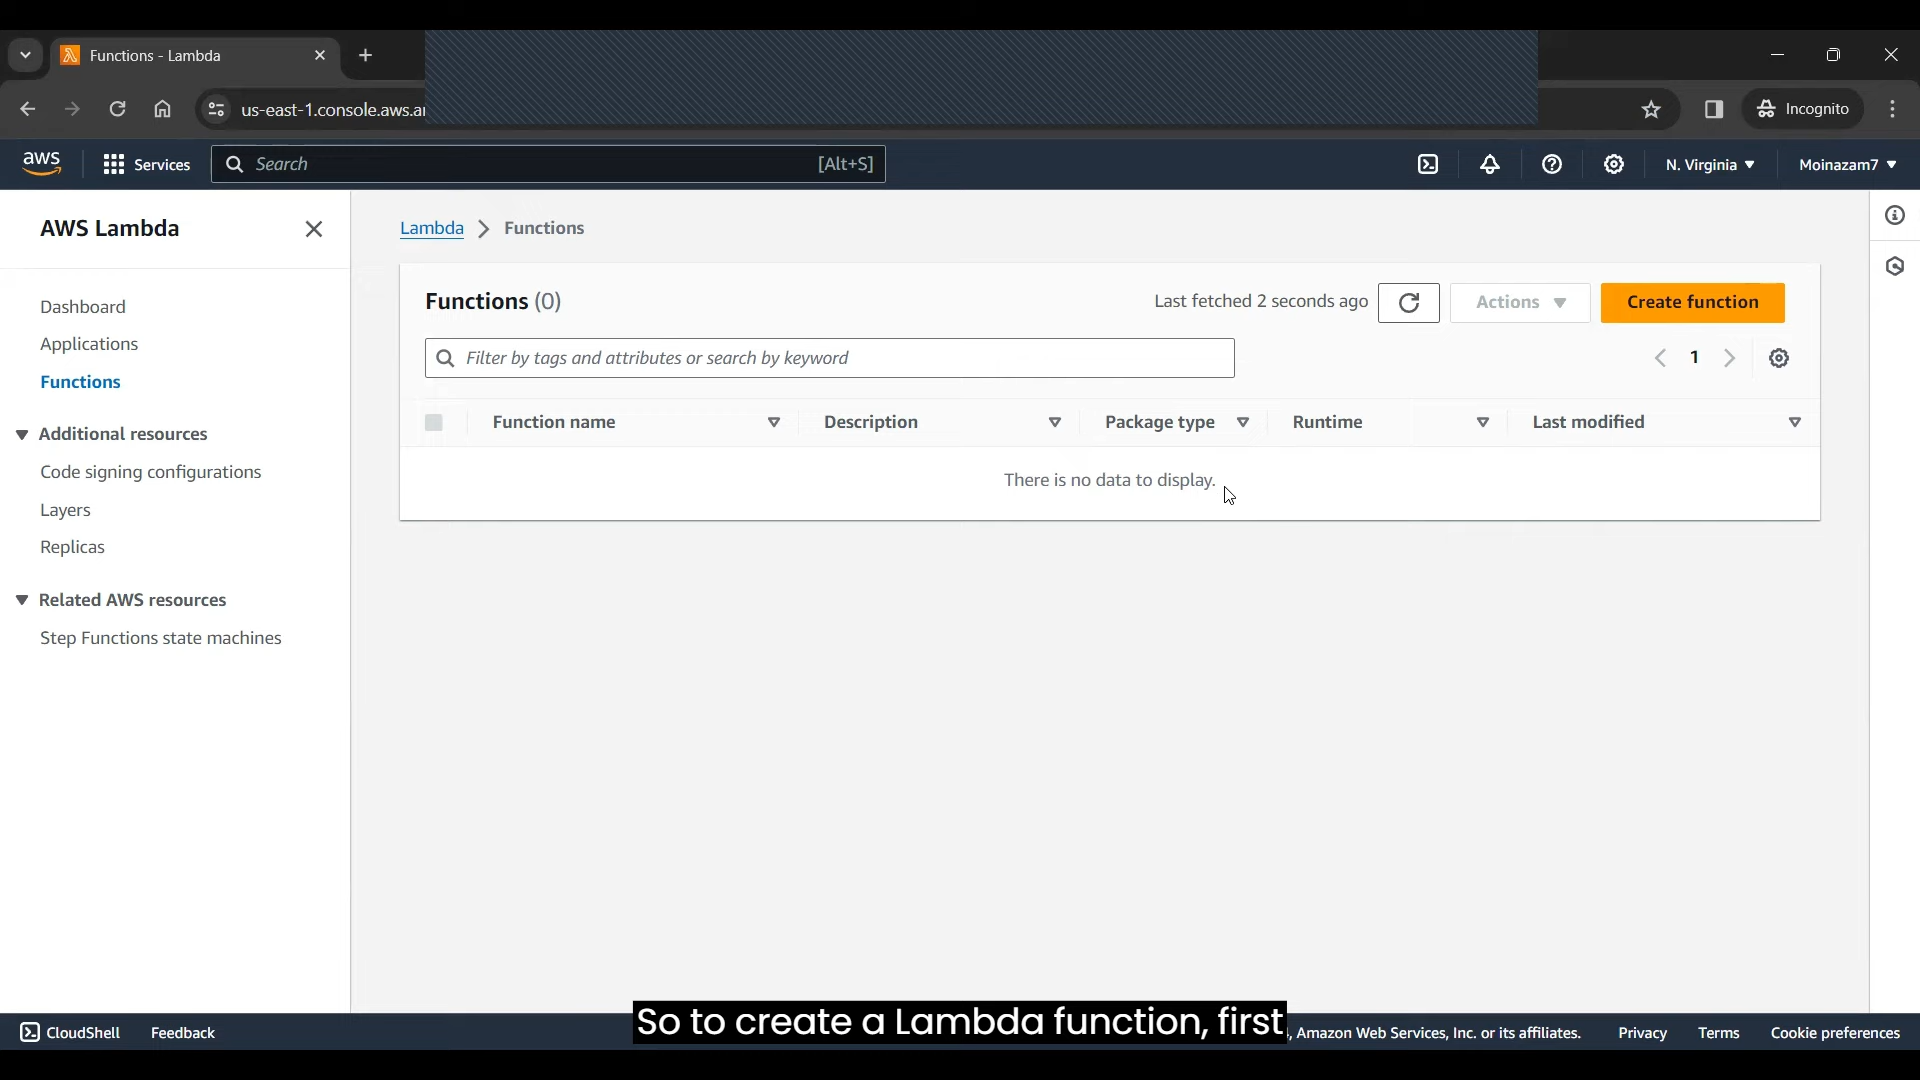 Functions - Lambda
us-east-1.console.aws.a
Incognito
aws
Services
Search
[Alt+S]
N. Virginia
Moinazam7
AWS Lambda
Dashboard
Applications
Functions
Additional resources
Code signing configurations
Layers
Replicas
Related AWS resources
Step Functions state machines
Lambda
Functions
Functions (0)
Last fetched 2 seconds ago
Actions
Create function
Filter by tags and attributes or search by keyword
1
Function name
Description
Package type
Runtime
Last modified
There is no data to display.
So to create a Lambda function, first
CloudShell
Feedback
, Amazon Web Services, Inc. or its affiliates.
Privacy
Terms
Cookie preferences